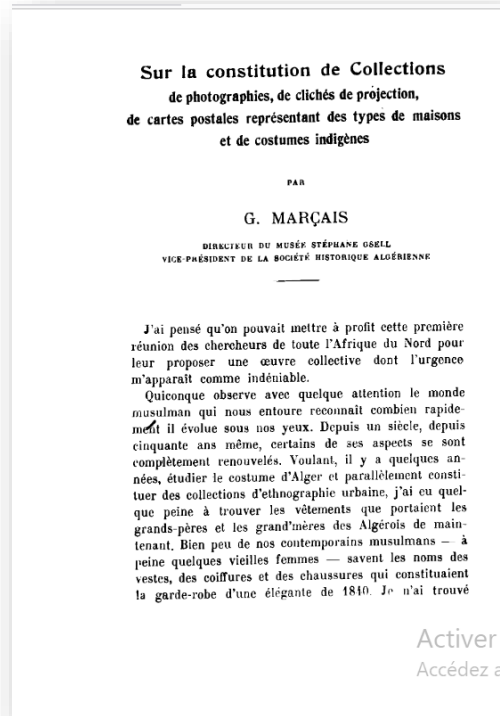 Sur la constitution de Collections
de photographies, de clichés de projection,
de cartes postales représentant des types de maisons
et de costumes indigènes
PAR
G. MARÇAIS
DIRECTEUR DU MUSÉE STÉPHANE GSELL
VICE-PRÉSIDENT DE LA SOCIÉTÉ HISTORIQUE ALGÉRIENNE
J'ai pensé qu'on pouvait mettre à profit cette première
réunion des chercheurs de toute l'Afrique du Nord pour
leur proposer une œuvre collective dont l'urgence
m'apparaît comme indéniable.
Quiconque observe avec quelque attention le monde
musulman qui nous entoure reconnaît combien rapide-
ment il évolue sous nos yeux. Depuis un siècle, depuis
cinquante ans même, certains de ses aspects se sont
complètement renouvelés. Voulant, il y a quelques an-
nées, étudier le costume d'Alger et parallèlement consti-
tuer des collections d'ethnographie urbaine, j'ai eu quel-
que peine à trouver les vêtements que portaient les
grands-pères et les grand'mères des Algérois de main-
tenant. Bien peu de nos contemporains musulmans — à
peine quelques vieilles femmes — savent les noms des
vestes, des coiffures et des chaussures qui constituaient
la garde-robe d'une élégante de 1840. Je n'ai trouvé
Activer
Accédez a